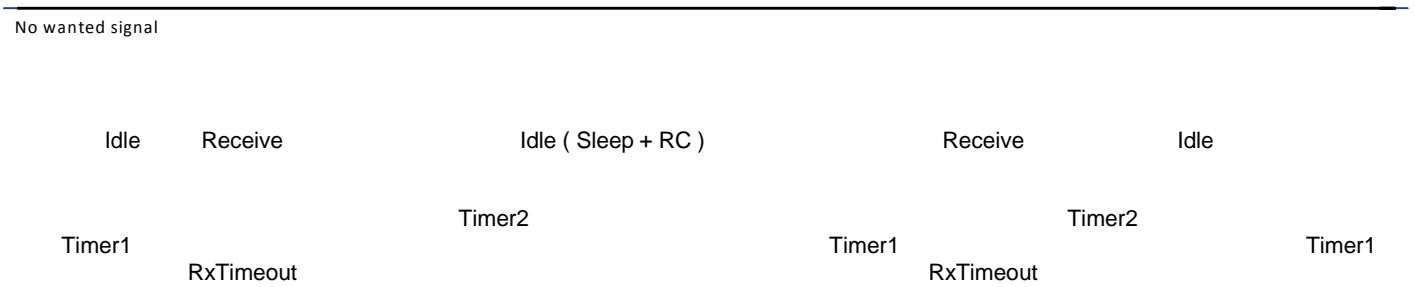 No wanted signal
Idle Receive Idle ( Sleep + RC ) Receive Idle
Timer2 Timer2
Timer1 Timer1 Timer1
RxTimeout RxTimeout